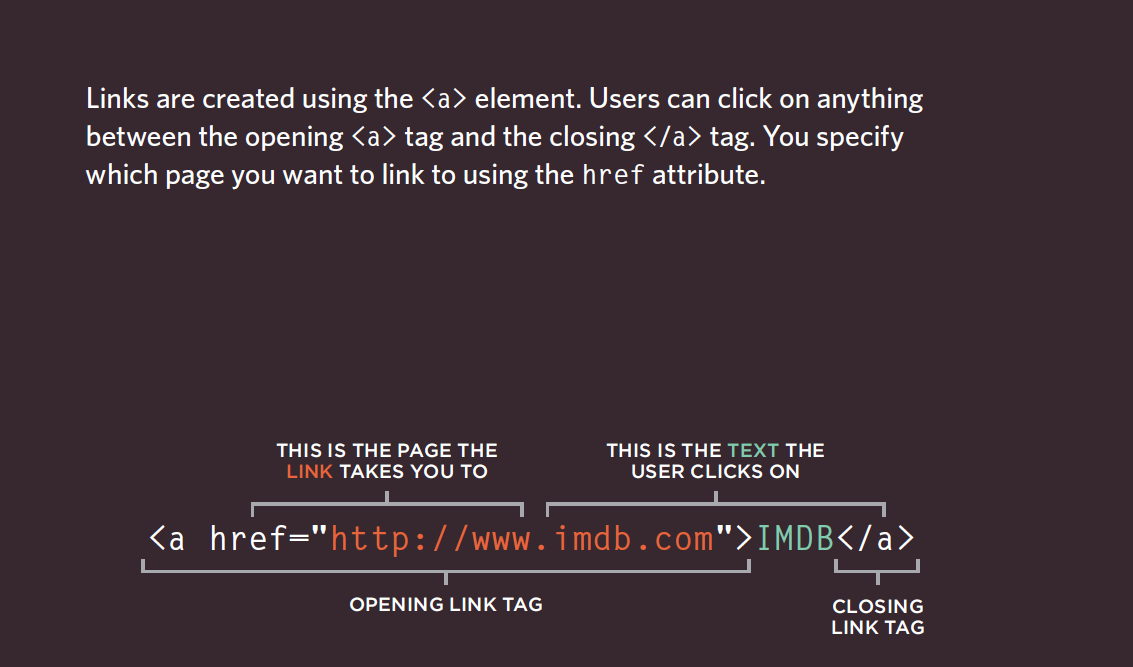 Links are created using the <a> element. Users can click on anything
between the opening <a> tag and the closing </a> tag. You specify
which page you want to link to using the href attribute.
THIS IS THE PAGE THE
LINK TAKES YOU TO
THIS IS THE TEXT THE
USER CLICKS ON
<a href="http://www.imdb.com">IMDB</a>
OPENING LINK TAG
CLOSING
LINK TAG